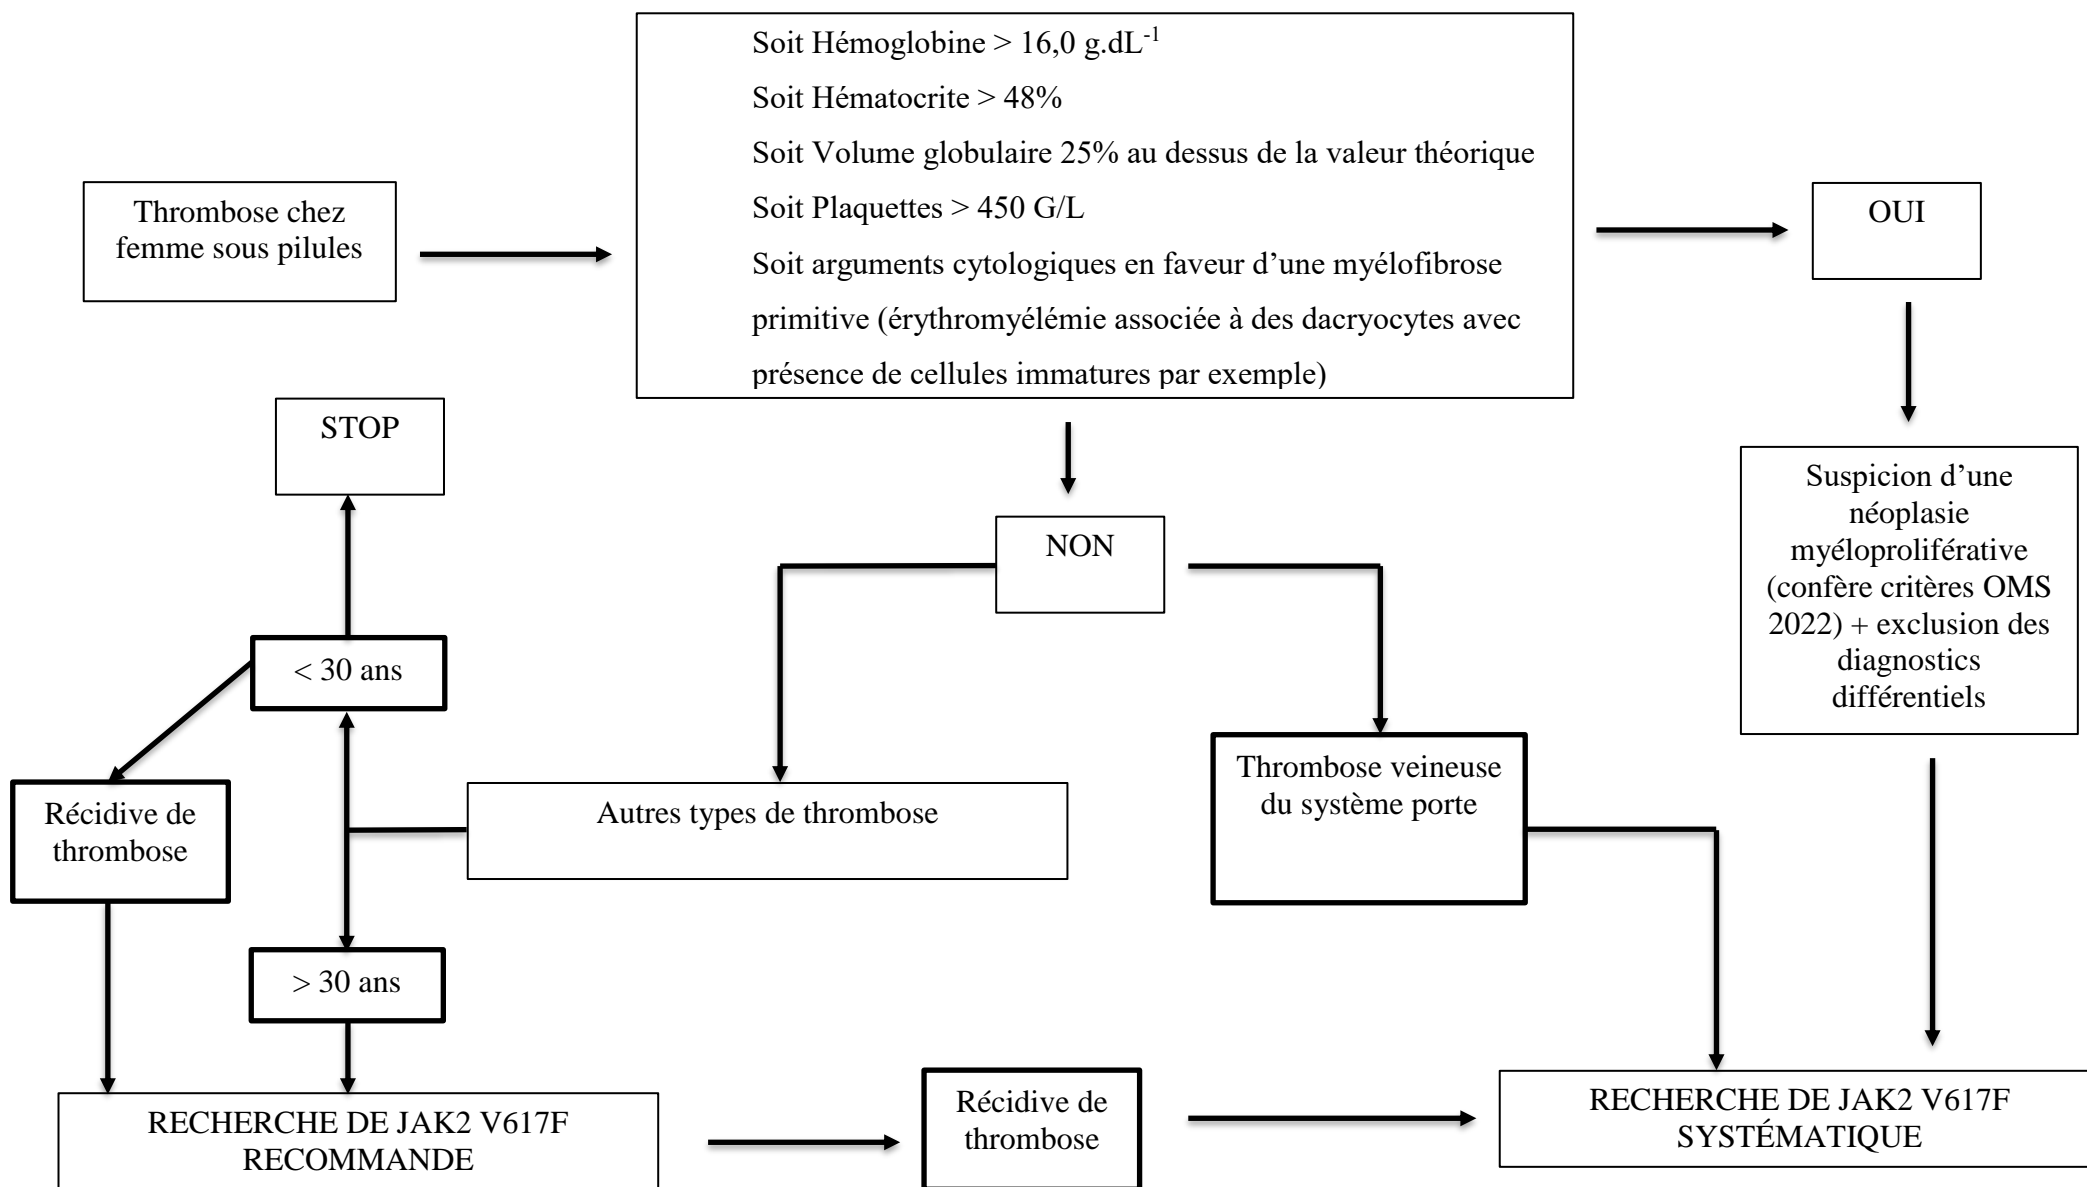 Soit Hémoglobine > 16,0 g.dL-1
Soit Hématocrite > 48%
Soit Volume globulaire 25% au dessus de la valeur théorique
Soit Plaquettes > 450 G/L
Soit arguments cytologiques en faveur d’une myélofibrose
primitive (érythromyélémie associée à des dacryocytes avec
présence de cellules immatures par exemple)
Thrombose chez
femme sous pilules
OUI
STOP
NON
Suspicion d’une
néoplasie
myéloproliférative
(confère critères OMS
2022) + exclusion des
diagnostics
différentiels
< 30 ans
Récidive de
thrombose
Autres types de thrombose
Thrombose veineuse
du système porte
> 30 ans
RECHERCHE DE JAK2 V617F
RECOMMANDE
Récidive de
thrombose
RECHERCHE DE JAK2 V617F
SYSTÉMATIQUE